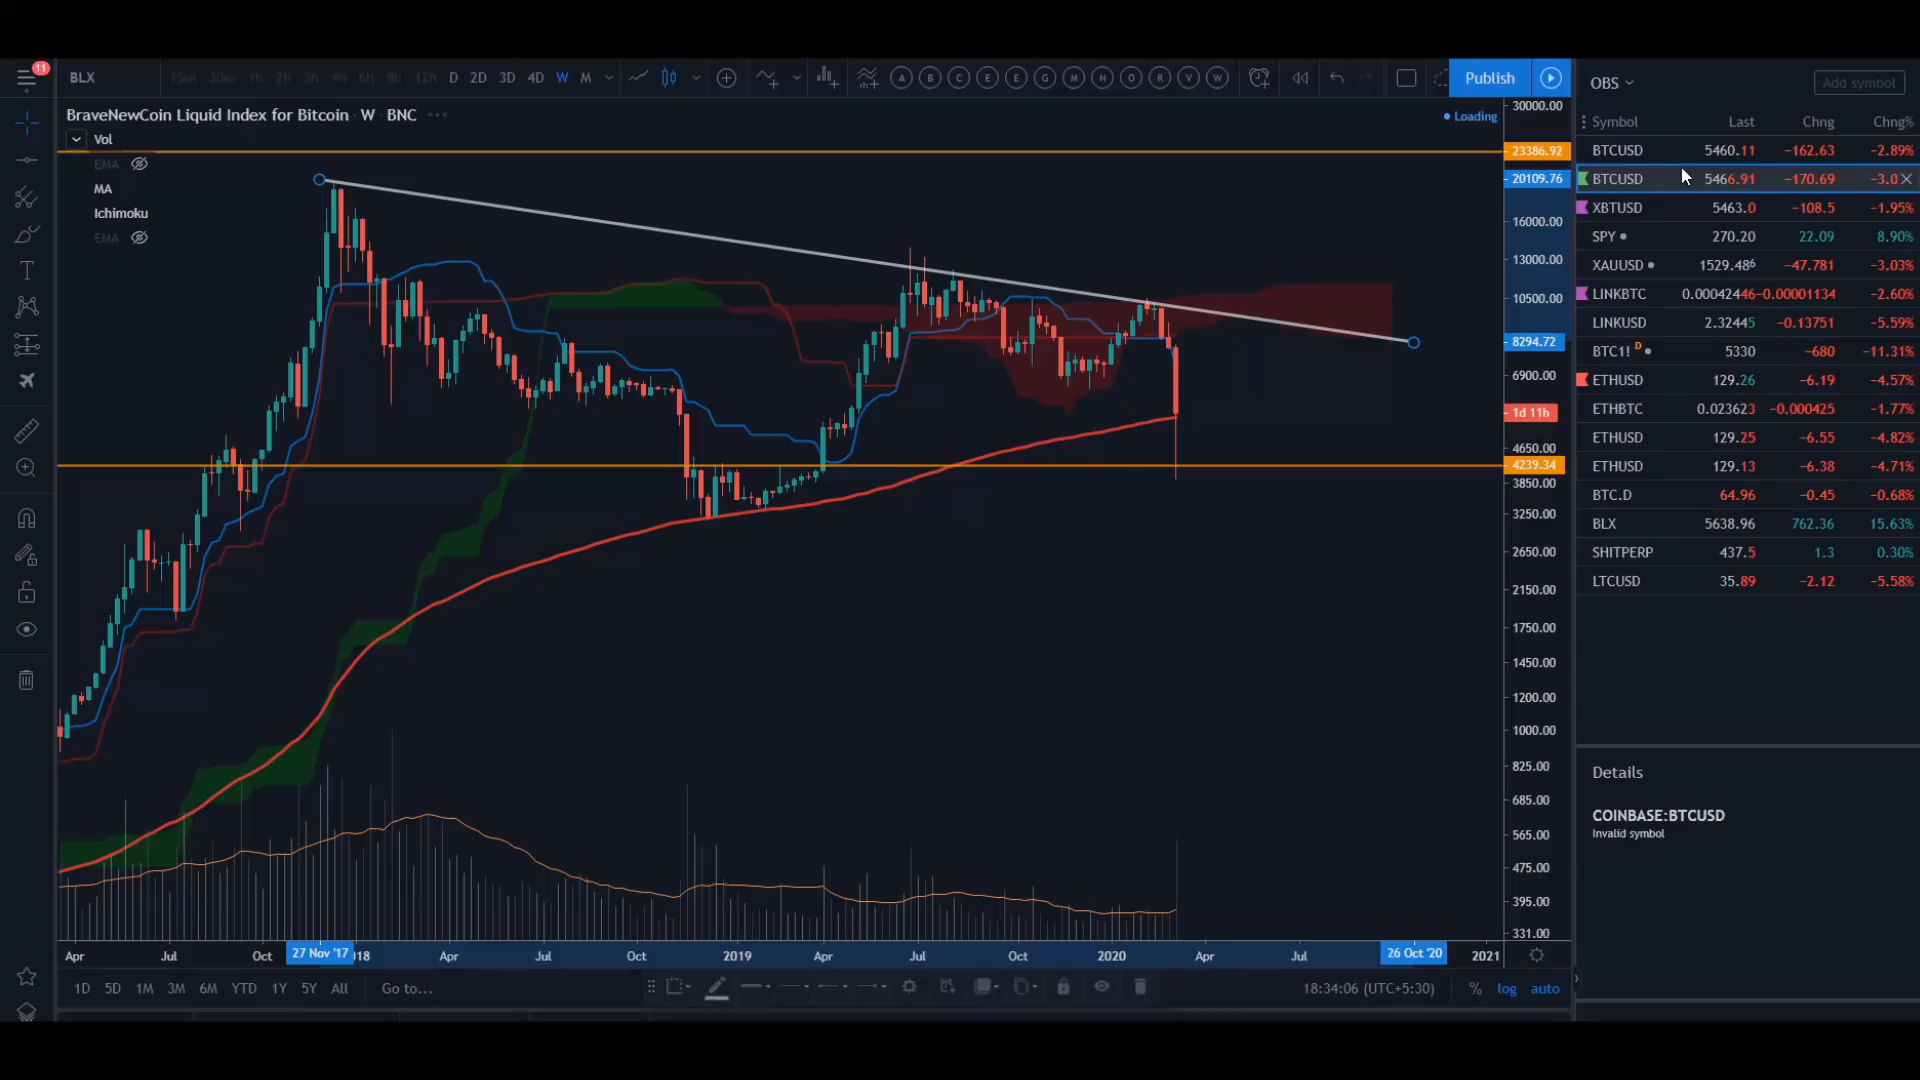 11
BLX 15m 30m 1h 2h 3h 4h 6h 8h 12h D 2D 3D 4D W M A B C E E G M N O R V W Publish
OBS Add symbol
BraveNewCoin Liquid Index for Bitcoin W BNC ···
Loading
Vol
EMA
MA
Ichimoku
EMA
30000.00
23386.92
20109.76
16000.00
13000.00
10500.00
8294.72
6900.00
1d 11h
4650.00
4239.34
3850.00
3250.00
2650.00
2150.00
1750.00
1450.00
1200.00
1000.00
825.00
685.00
565.00
475.00
395.00
331.00
Symbol Last Chng Chng%
BTCUSD 5460.11 −162.63 −2.89%
BTCUSD 5466.91 −170.69 −3.0
XBTUSD 5463.0 −108.5 −1.95%
SPY 270.20 22.09 8.90%
XAUUSD 1529.486 −47.781 −3.03%
LINKBTC 0.00042446 −0.00001134 −2.60%
LINKUSD 2.32445 −0.13751 −5.59%
BTC1! D 5330 −680 −11.31%
ETHUSD 129.26 −6.19 −4.57%
ETHBTC 0.023623 −0.000425 −1.77%
ETHUSD 129.25 −6.55 −4.82%
ETHUSD 129.13 −6.38 −4.71%
BTC.D 64.96 −0.45 −0.68%
BLX 5638.96 762.36 15.63%
SHITPERP 437.5 1.3 0.30%
LTCUSD 35.89 −2.12 −5.58%
Details
COINBASE:BTCUSD
Invalid symbol
Apr Jul Oct 27 Nov '17 18 Apr Jul Oct 2019 Apr Jul Oct 2020 Apr Jul 26 Oct '20 2021
1D 5D 1M 3M 6M YTD 1Y 5Y All Go to... 18:34:06 (UTC+5:30) % log auto